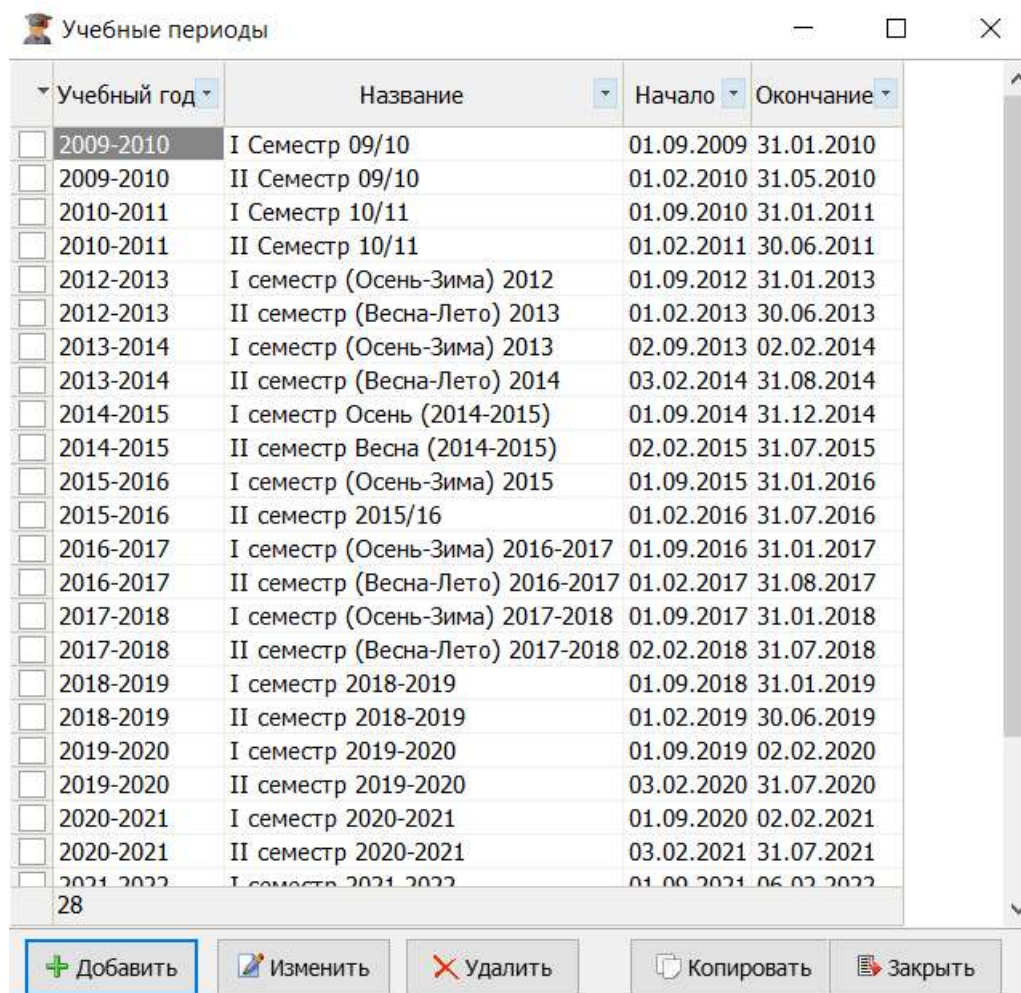 Учебные периоды
Учебный год Название Начало Окончание
2009-2010 I Семестр 09/10 01.09.2009 31.01.2010
2009-2010 II Семестр 09/10 01.02.2010 31.05.2010
2010-2011 I Семестр 10/11 01.09.2010 31.01.2011
2010-2011 II Семестр 10/11 01.02.2011 30.06.2011
2012-2013 I семестр (Осень-Зима) 2012 01.09.2012 31.01.2013
2012-2013 II семестр (Весна-Лето) 2013 01.02.2013 30.06.2013
2013-2014 I семестр (Осень-Зима) 2013 02.09.2013 02.02.2014
2013-2014 II семестр (Весна-Лето) 2014 03.02.2014 31.08.2014
2014-2015 I семестр Осень (2014-2015) 01.09.2014 31.12.2014
2014-2015 II семестр Весна (2014-2015) 02.02.2015 31.07.2015
2015-2016 I семестр (Осень-Зима) 2015 01.09.2015 31.01.2016
2015-2016 II семестр 2015/16 01.02.2016 31.07.2016
2016-2017 I семестр (Осень-Зима) 2016-2017 01.09.2016 31.01.2017
2016-2017 II семестр (Весна-Лето) 2016-2017 01.02.2017 31.08.2017
2017-2018 I семестр (Осень-Зима) 2017-2018 01.09.2017 31.01.2018
2017-2018 II семестр (Весна-Лето) 2017-2018 02.02.2018 31.07.2018
2018-2019 I семестр 2018-2019 01.09.2018 31.01.2019
2018-2019 II семестр 2018-2019 01.02.2019 30.06.2019
2019-2020 I семестр 2019-2020 01.09.2019 02.02.2020
2019-2020 II семестр 2019-2020 03.02.2020 31.07.2020
2020-2021 I семестр 2020-2021 01.09.2020 02.02.2021
2020-2021 II семестр 2020-2021 03.02.2021 31.07.2021
2021-2022 I семестр 2021-2022 01.09.2021 06.02.2022
28
Добавить Изменить Удалить Копировать Закрыть